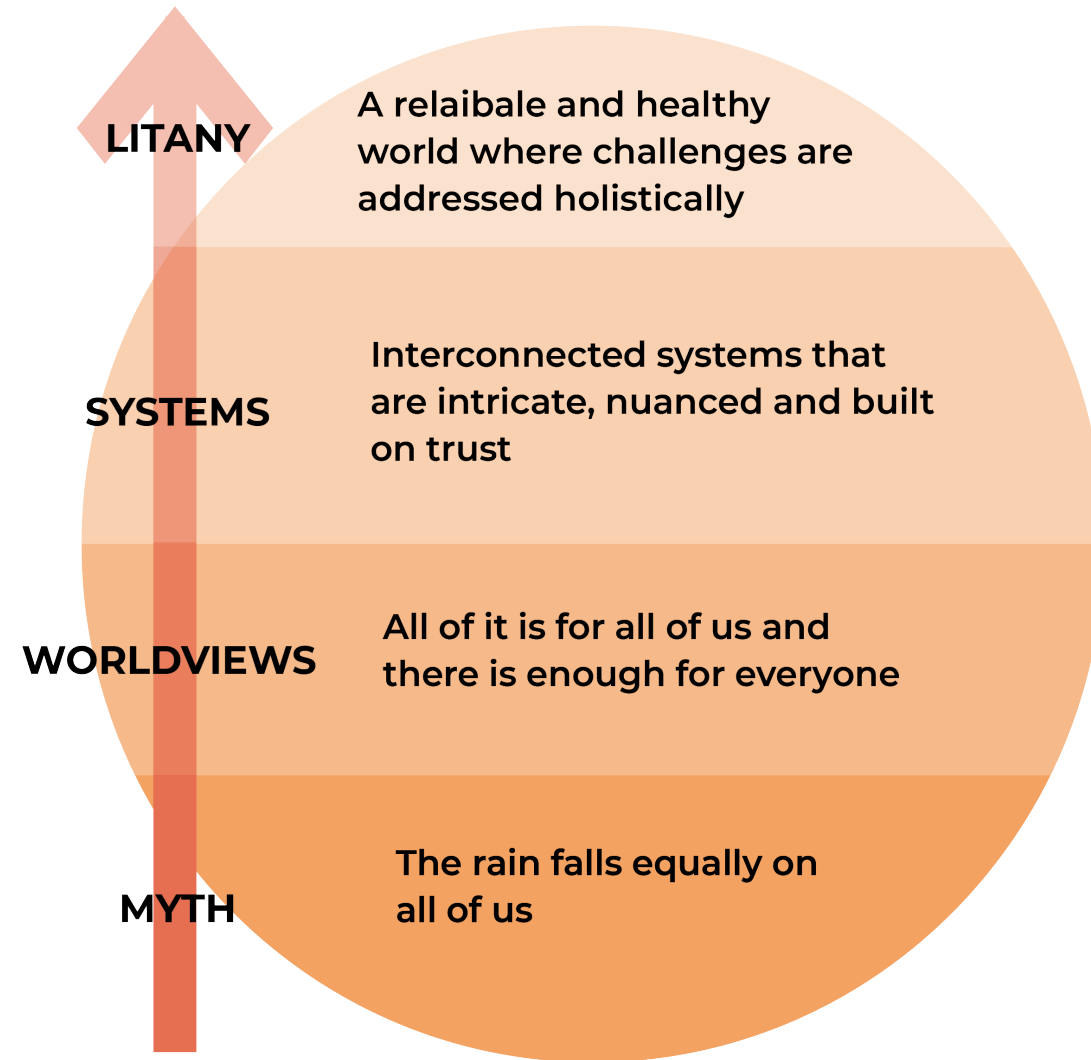 LITANY
A relaibale and healthy
world where challenges are
addressed holistically
SYSTEMS
Interconnected systems that
are intricate, nuanced and built
on trust
WORLDVIEWS
All of it is for all of us and
there is enough for everyone
MYTH
The rain falls equally on
all of us